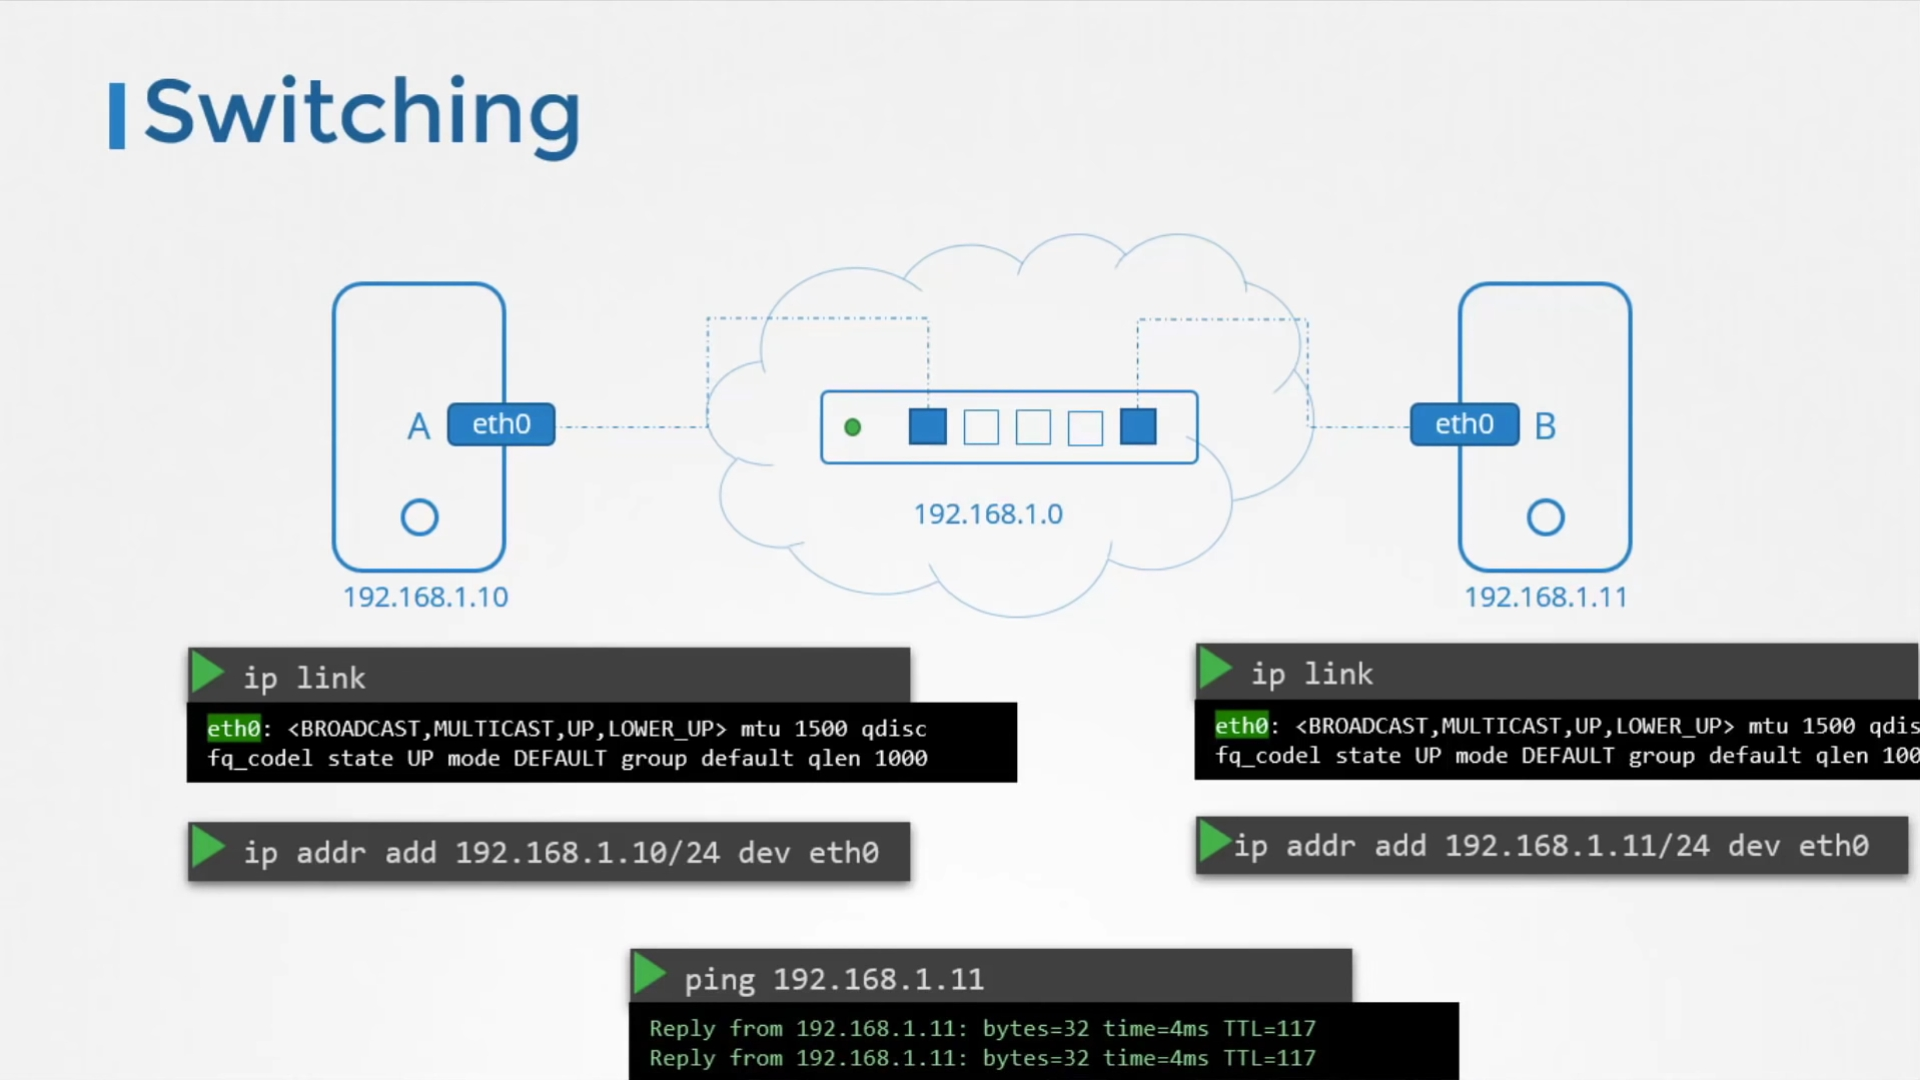 Switching
A eth0
eth0 B
192.168.1.0
192.168.1.10
192.168.1.11
ip link
eth0: <BROADCAST,MULTICAST,UP,LOWER_UP> mtu 1500 qdisc
fq_codel state UP mode DEFAULT group default qlen 1000
ip addr add 192.168.1.10/24 dev eth0
ip link
eth0: <BROADCAST,MULTICAST,UP,LOWER_UP> mtu 1500 qdis
fq_codel state UP mode DEFAULT group default qlen 100
ip addr add 192.168.1.11/24 dev eth0
ping 192.168.1.11
Reply from 192.168.1.11: bytes=32 time=4ms TTL=117
Reply from 192.168.1.11: bytes=32 time=4ms TTL=117